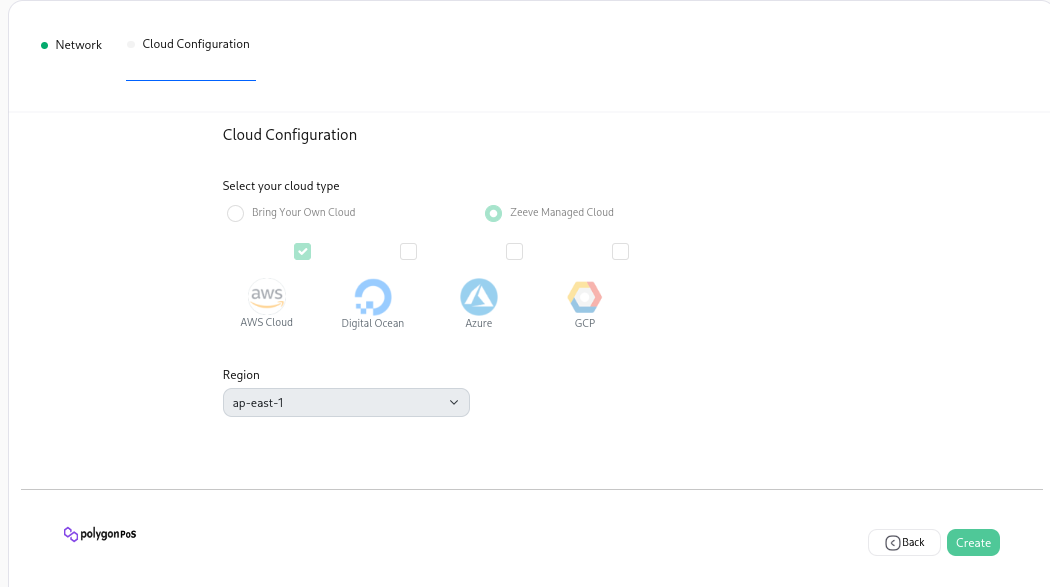 Network
Cloud Configuration
Cloud Configuration
Select your cloud type
Bring Your Own Cloud
Zeeve Managed Cloud
aws
AWS Cloud
Digital Ocean
Azure
GCP
Region
ap-east-1
polygon PoS
Back
Create